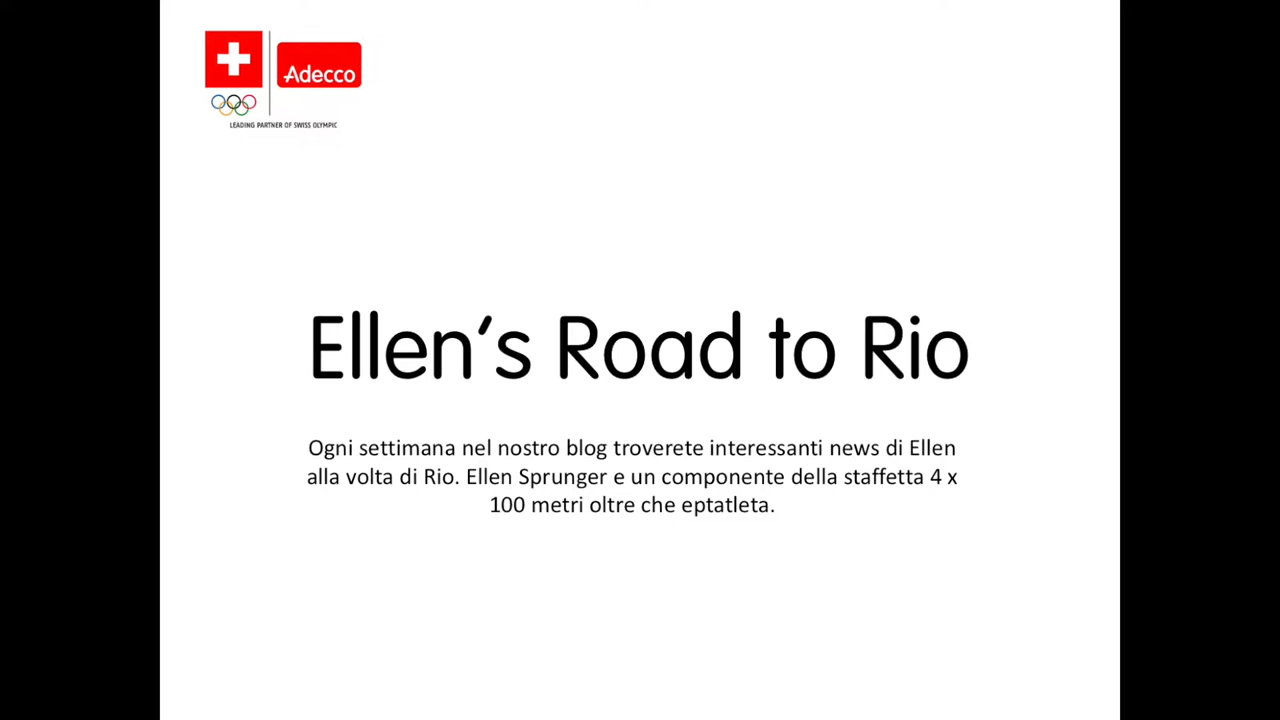 Adecco
LEADING PARTNER OF SWISS OLYMPIC
Ellen’s Road to Rio
Ogni settimana nel nostro blog troverete interessanti news di Ellen
alla volta di Rio. Ellen Sprunger e un componente della staffetta 4 x
100 metri oltre che eptatleta.